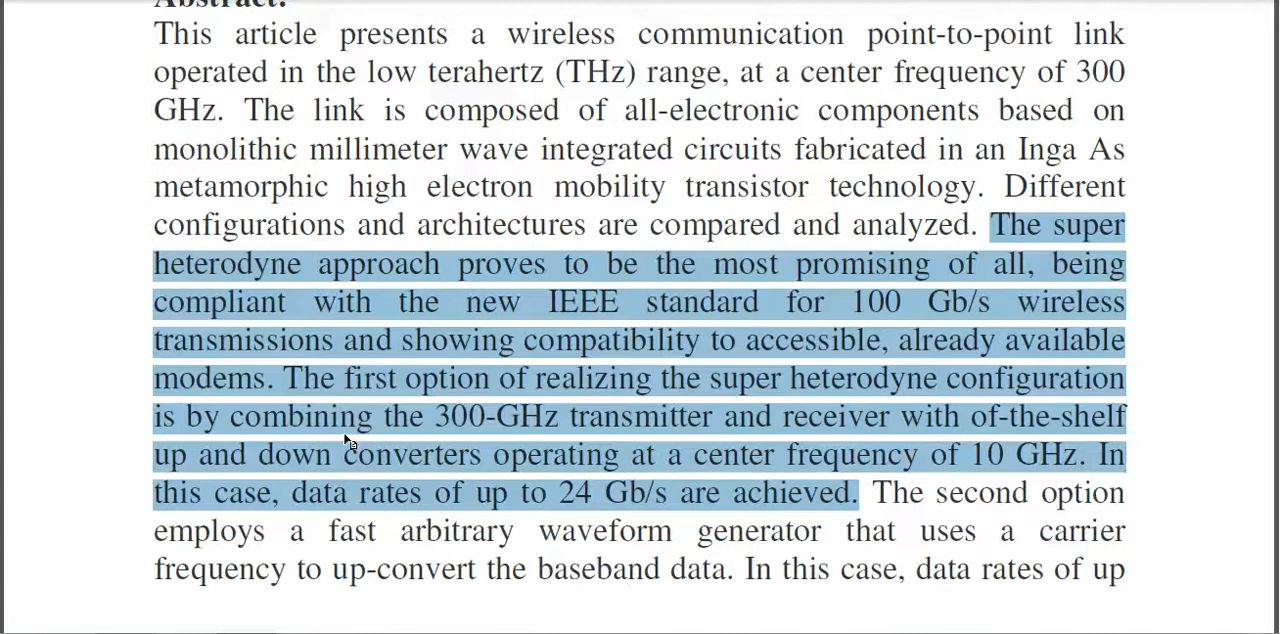 Abstract:
This article presents a wireless communication point-to-point link
operated in the low terahertz (THz) range, at a center frequency of 300
GHz. The link is composed of all-electronic components based on
monolithic millimeter wave integrated circuits fabricated in an Inga As
metamorphic high electron mobility transistor technology. Different
configurations and architectures are compared and analyzed. The super
heterodyne approach proves to be the most promising of all, being
compliant with the new IEEE standard for 100 Gb/s wireless
transmissions and showing compatibility to accessible, already available
modems. The first option of realizing the super heterodyne configuration
is by combining the 300-GHz transmitter and receiver with of-the-shelf
up and down converters operating at a center frequency of 10 GHz. In
this case, data rates of up to 24 Gb/s are achieved. The second option
employs a fast arbitrary waveform generator that uses a carrier
frequency to up-convert the baseband data. In this case, data rates of up